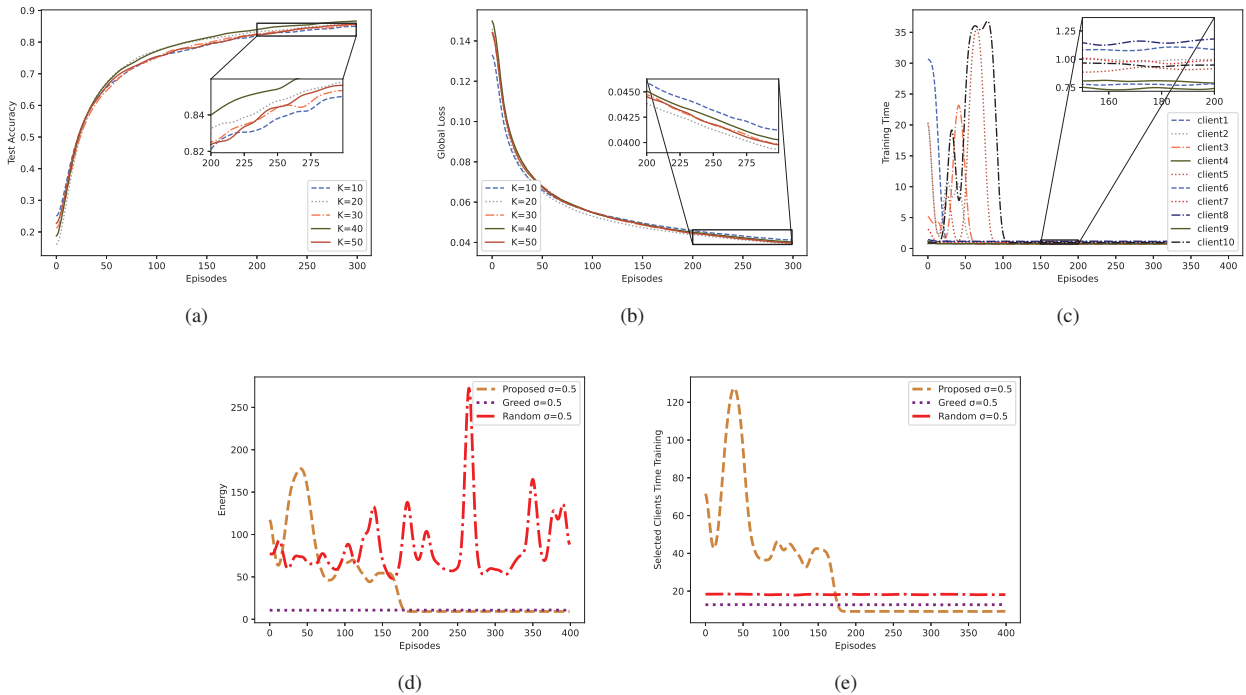 0.9
0.8
0.7
0.6
0.5
0.4
0.3
0.2
Test Accuracy
0.84
0.82
200 225 250 275
K=10
K=20
K=30
K=40
K=50
0 50 100 150 200 250 300
Episodes
(a)
0.14
0.12
0.10
0.08
0.06
0.04
Global Loss
0.0450
0.0400
200 225 250 275
K=10
K=20
K=30
K=40
K=50
0 50 100 150 200 250 300
Episodes
(b)
35
30
25
20
15
10
5
0
Training Time
1.25
1.00
0.75
160 180 200
client1
client2
client3
client4
client5
client6
client7
client8
client9
client10
0 50 100 150 200 250 300 350 400
Episodes
(c)
250
200
150
100
50
0
Energy
Proposed σ=0.5
Greed σ=0.5
Random σ=0.5
0 50 100 150 200 250 300 350 400
Episodes
(d)
120
100
80
60
40
20
Selected Clients Time Training
Proposed σ=0.5
Greed σ=0.5
Random σ=0.5
0 50 100 150 200 250 300 350 400
Episodes
(e)